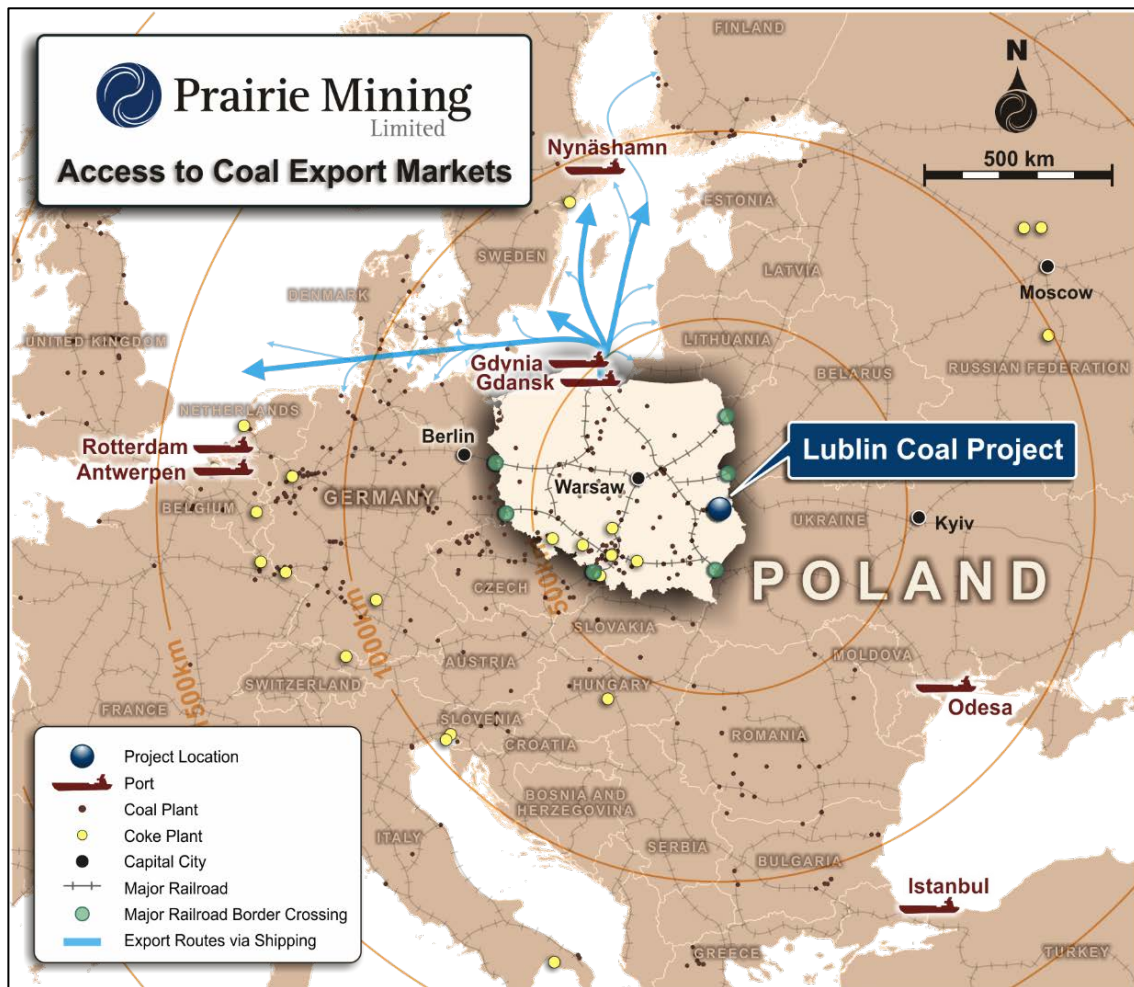 Prairie Mining
Limited
Access to Coal Export Markets
N
500 km
FINLAND
Nynäshamn
ESTONIA
SWEDEN
LATVIA
Moscow
DENMARK
UNITED KINGDOM
LITHUANIA
Gdynia
Gdansk
BELARUS
RUSSIAN FEDERATION
NETHERLANDS
Rotterdam
Antwerpen
Berlin
Lublin Coal Project
Warsaw
GERMANY
BELGIUM
UKRAINE
Kyiv
POLAND
500km
CZECH
1000km
SLOVAKIA
1500km
AUSTRIA
MOLDOVA
SWITZERLAND
HUNGARY
FRANCE
Odesa
SLOVENIA
CROATIA
ROMANIA
BOSNIA AND
HERZEGOVINA
ITALY
SERBIA
BULGARIA
Istanbul
GREECE
TURKEY
Project Location
Port
Coal Plant
Coke Plant
Capital City
Major Railroad
Major Railroad Border Crossing
Export Routes via Shipping